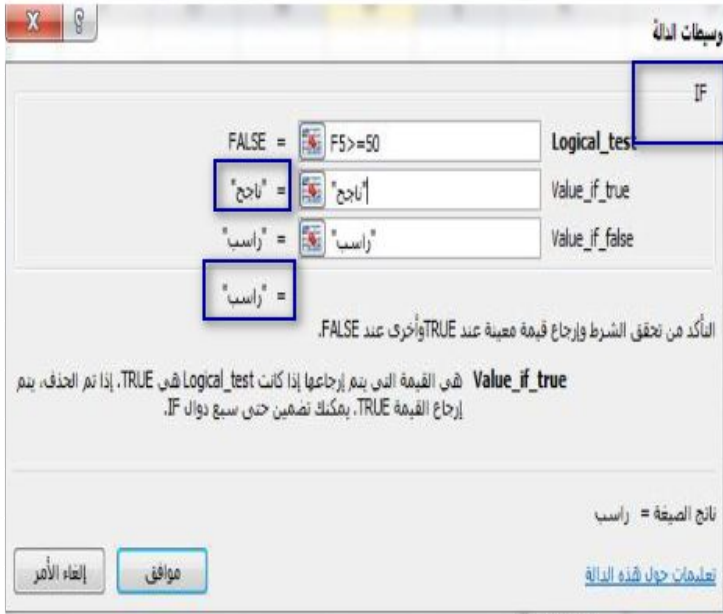 وسيطات الدالة
IF
Logical_test F5>=50 = FALSE
Value_if_true "ناجح" = "ناجح"
Value_if_false "راسب" = "راسب"
= "راسب"
التأكد من تحقق الشرط وإرجاع قيمة معينة عند TRUEوأخرى عند FALSE.
Value_if_true هي القيمة التي يتم إرجاعها إذا كانت Logical_test هي TRUE. إذا تم الحذف، يتم
إرجاع القيمة TRUE. يمكنك تضمين حتى سبع دوال IF.
ناتج الصيغة = راسب
تعليمات حول هذه الدالة
موافق
إلغاء الأمر